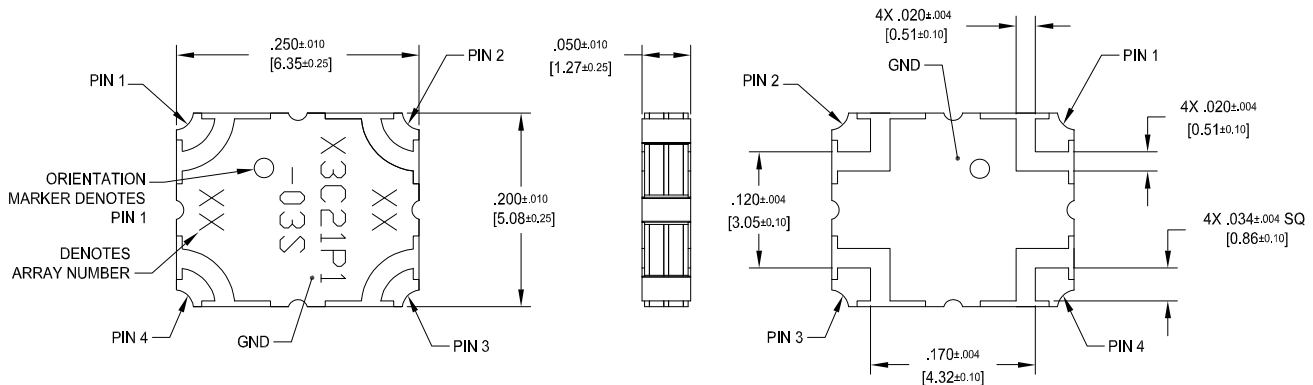 .250±.010
[6.35±0.25]
PIN 1
PIN 2
ORIENTATION
MARKER DENOTES
PIN 1
DENOTES
ARRAY NUMBER
XX
X3C21P1
-03S
XX
.200±.010
[5.08±0.25]
PIN 4
GND
PIN 3
.050±.010
[1.27±0.25]
4X .020±.004
[0.51±0.10]
GND
PIN 2
PIN 1
4X .020±.004
[0.51±0.10]
.120±.004
[3.05±0.10]
4X .034±.004 SQ
[0.86±0.10]
PIN 3
PIN 4
.170±.004
[4.32±0.10]